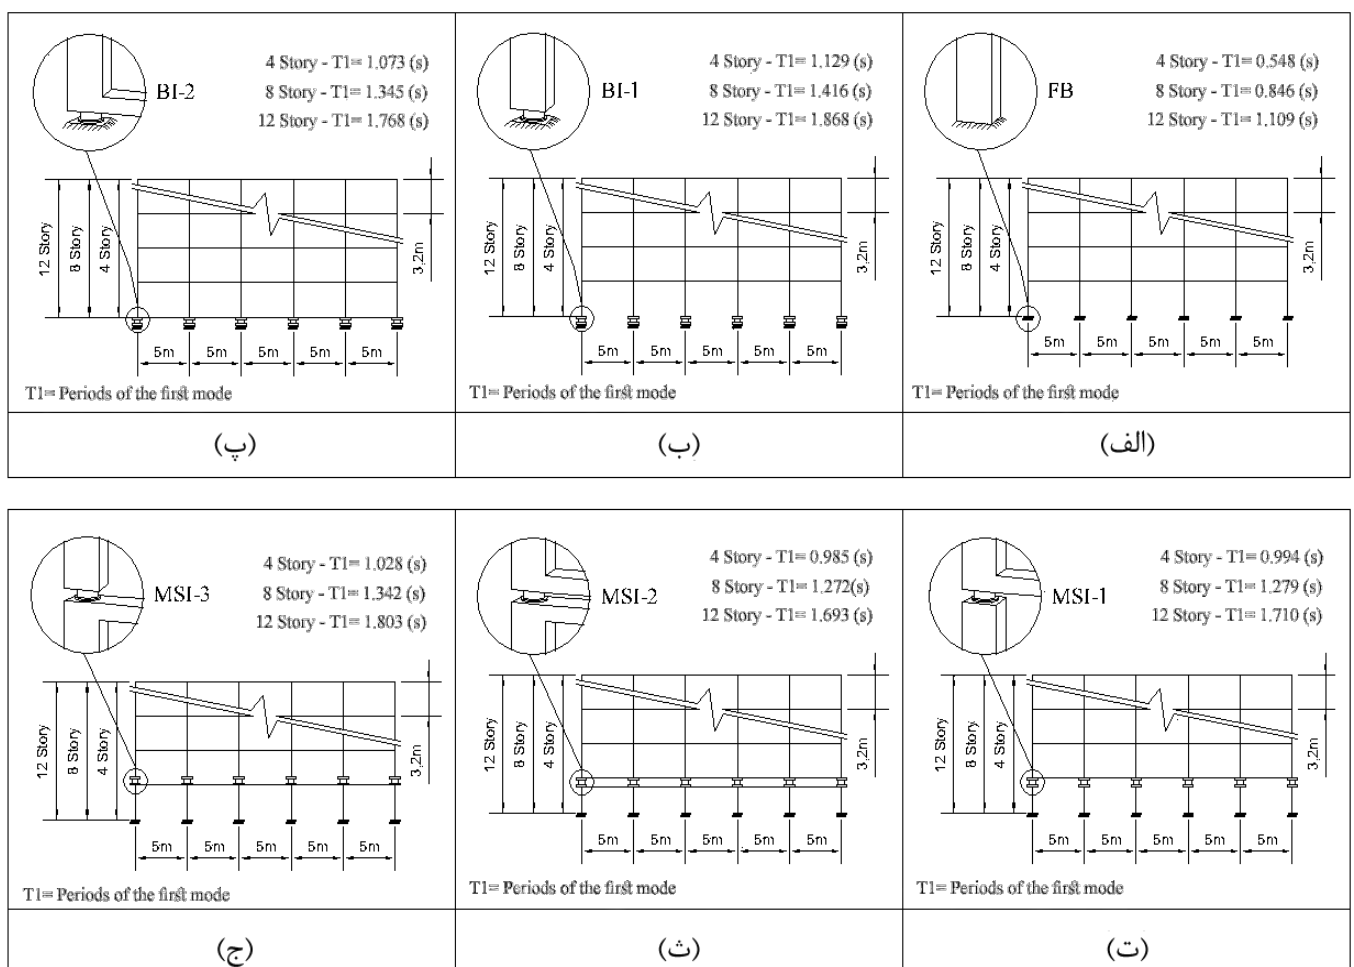 BI-2
4 Story - T1= 1.073 (s)
8 Story - T1= 1.345 (s)
12 Story - T1= 1.768 (s)
12 Story
8 Story
4 Story
3,2m
5m 5m 5m 5m 5m
T1= Periods of the first mode
(پ)
BI-1
4 Story - T1= 1.129 (s)
8 Story - T1= 1.416 (s)
12 Story - T1= 1.868 (s)
12 Story
8 Story
4 Story
3,2m
5m 5m 5m 5m 5m
T1= Periods of the first mode
(ب)
FB
4 Story - T1= 0.548 (s)
8 Story - T1= 0.846 (s)
12 Story - T1= 1.109 (s)
12 Story
8 Story
4 Story
3,2m
5m 5m 5m 5m 5m
T1= Periods of the first mode
(الف)
MSI-3
4 Story - T1= 1.028 (s)
8 Story - T1= 1.342 (s)
12 Story - T1= 1.803 (s)
12 Story
8 Story
4 Story
3,2m
5m 5m 5m 5m 5m
T1= Periods of the first mode
(ج)
MSI-2
4 Story - T1= 0.985 (s)
8 Story - T1= 1.272(s)
12 Story - T1= 1.693 (s)
12 Story
8 Story
4 Story
3,2m
5m 5m 5m 5m 5m
T1= Periods of the first mode
(ث)
MSI-1
4 Story - T1= 0.994 (s)
8 Story - T1= 1.279 (s)
12 Story - T1= 1.710 (s)
12 Story
8 Story
4 Story
3,2m
5m 5m 5m 5m 5m
T1= Periods of the first mode
(ت)